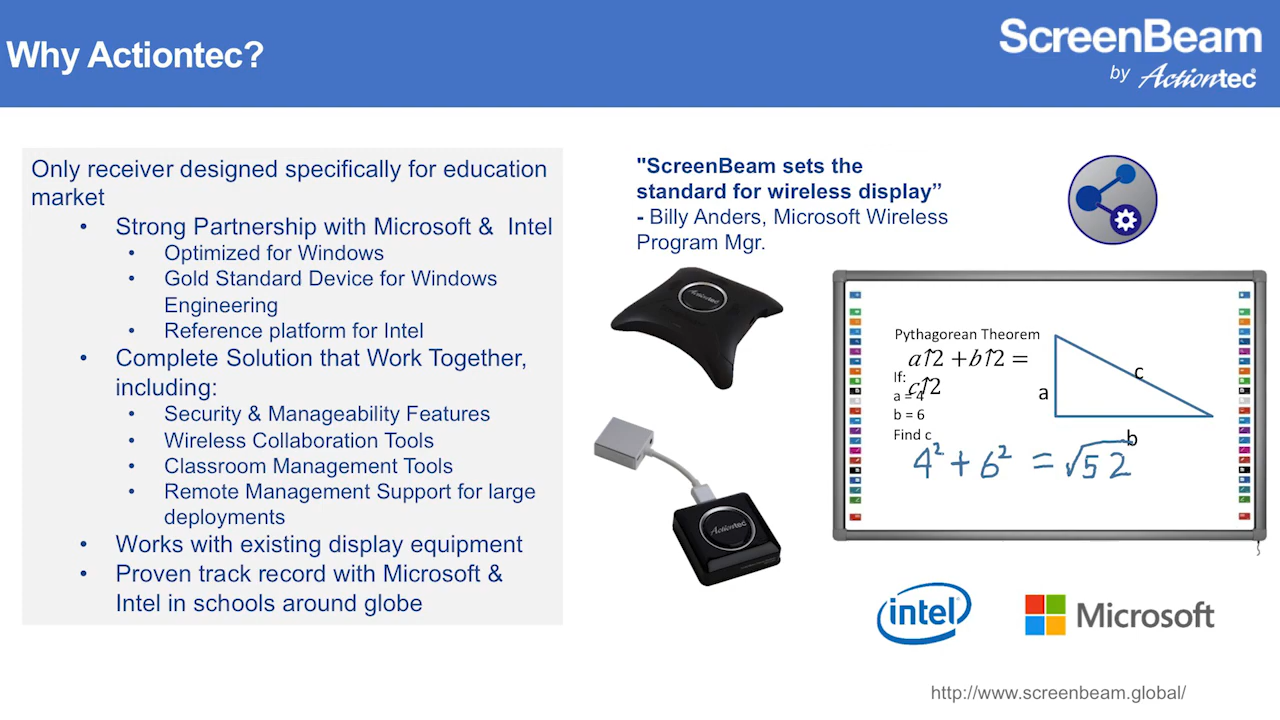 Why Actiontec?
ScreenBeam
by Actiontec
Only receiver designed specifically for education
market
• Strong Partnership with Microsoft & Intel
• Optimized for Windows
• Gold Standard Device for Windows
Engineering
• Reference platform for Intel
• Complete Solution that Work Together,
including:
• Security & Manageability Features
• Wireless Collaboration Tools
• Classroom Management Tools
• Remote Management Support for large
deployments
• Works with existing display equipment
• Proven track record with Microsoft &
Intel in schools around globe
"ScreenBeam sets the
standard for wireless display”
- Billy Anders, Microsoft Wireless
Program Mgr.
Actiontec
Actiontec
Pythagorean Theorem
a↑2 +b↑2 =
c↑2
If:
a = 4
b = 6
Find c
a
c
b
4² + 6² = √52
intel
Microsoft
http://www.screenbeam.global/